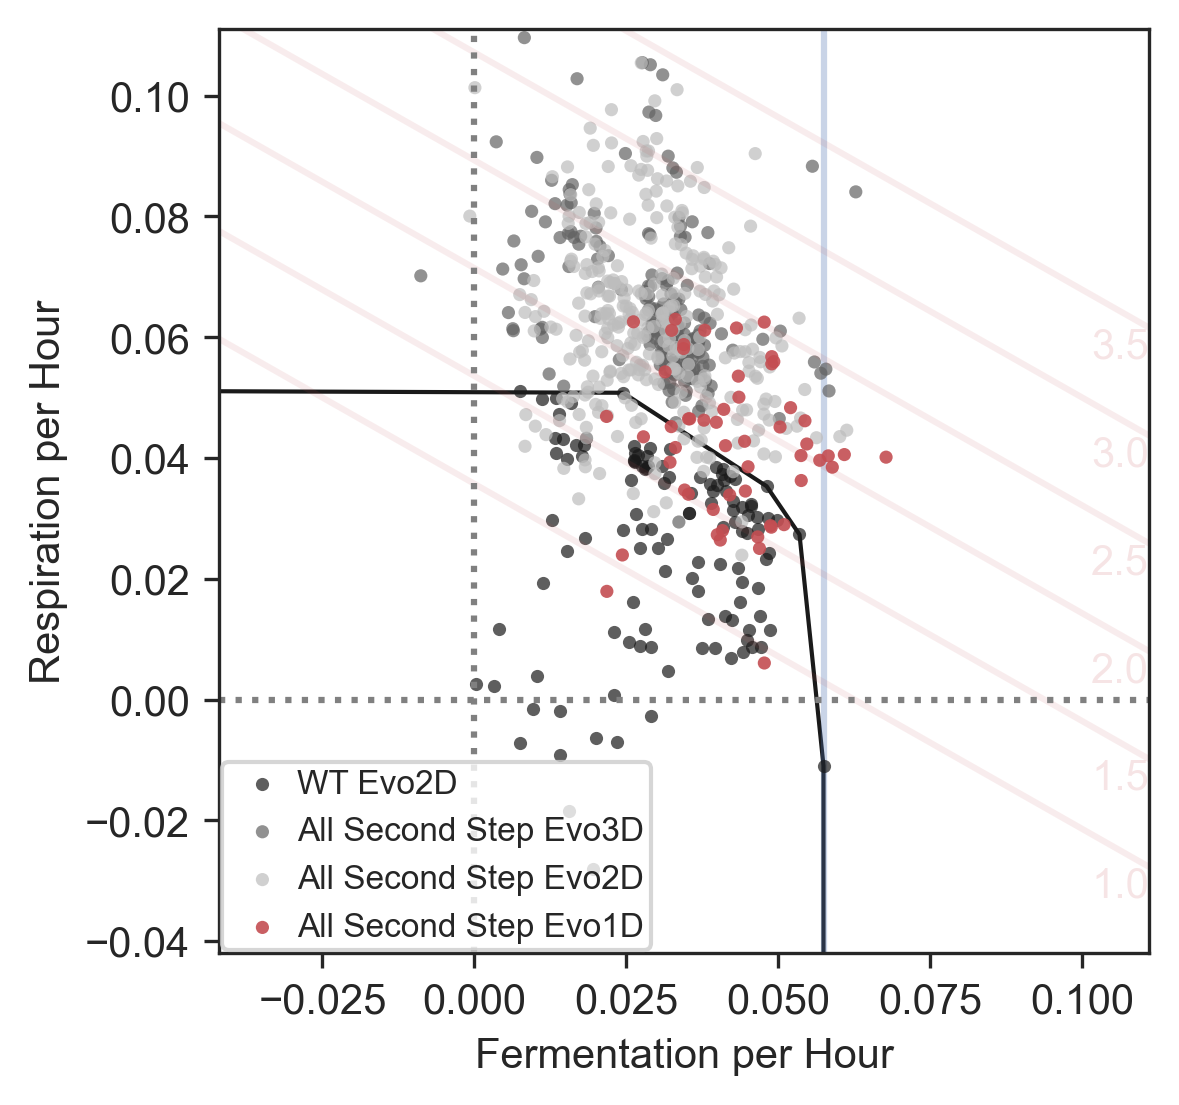 0.10
0.08
0.06
0.04
0.02
0.00
−0.02
−0.04
Respiration per Hour
3.5
3.0
2.5
2.0
1.5
1.0
WT Evo2D
All Second Step Evo3D
All Second Step Evo2D
All Second Step Evo1D
−0.025 0.000 0.025 0.050 0.075 0.100
Fermentation per Hour